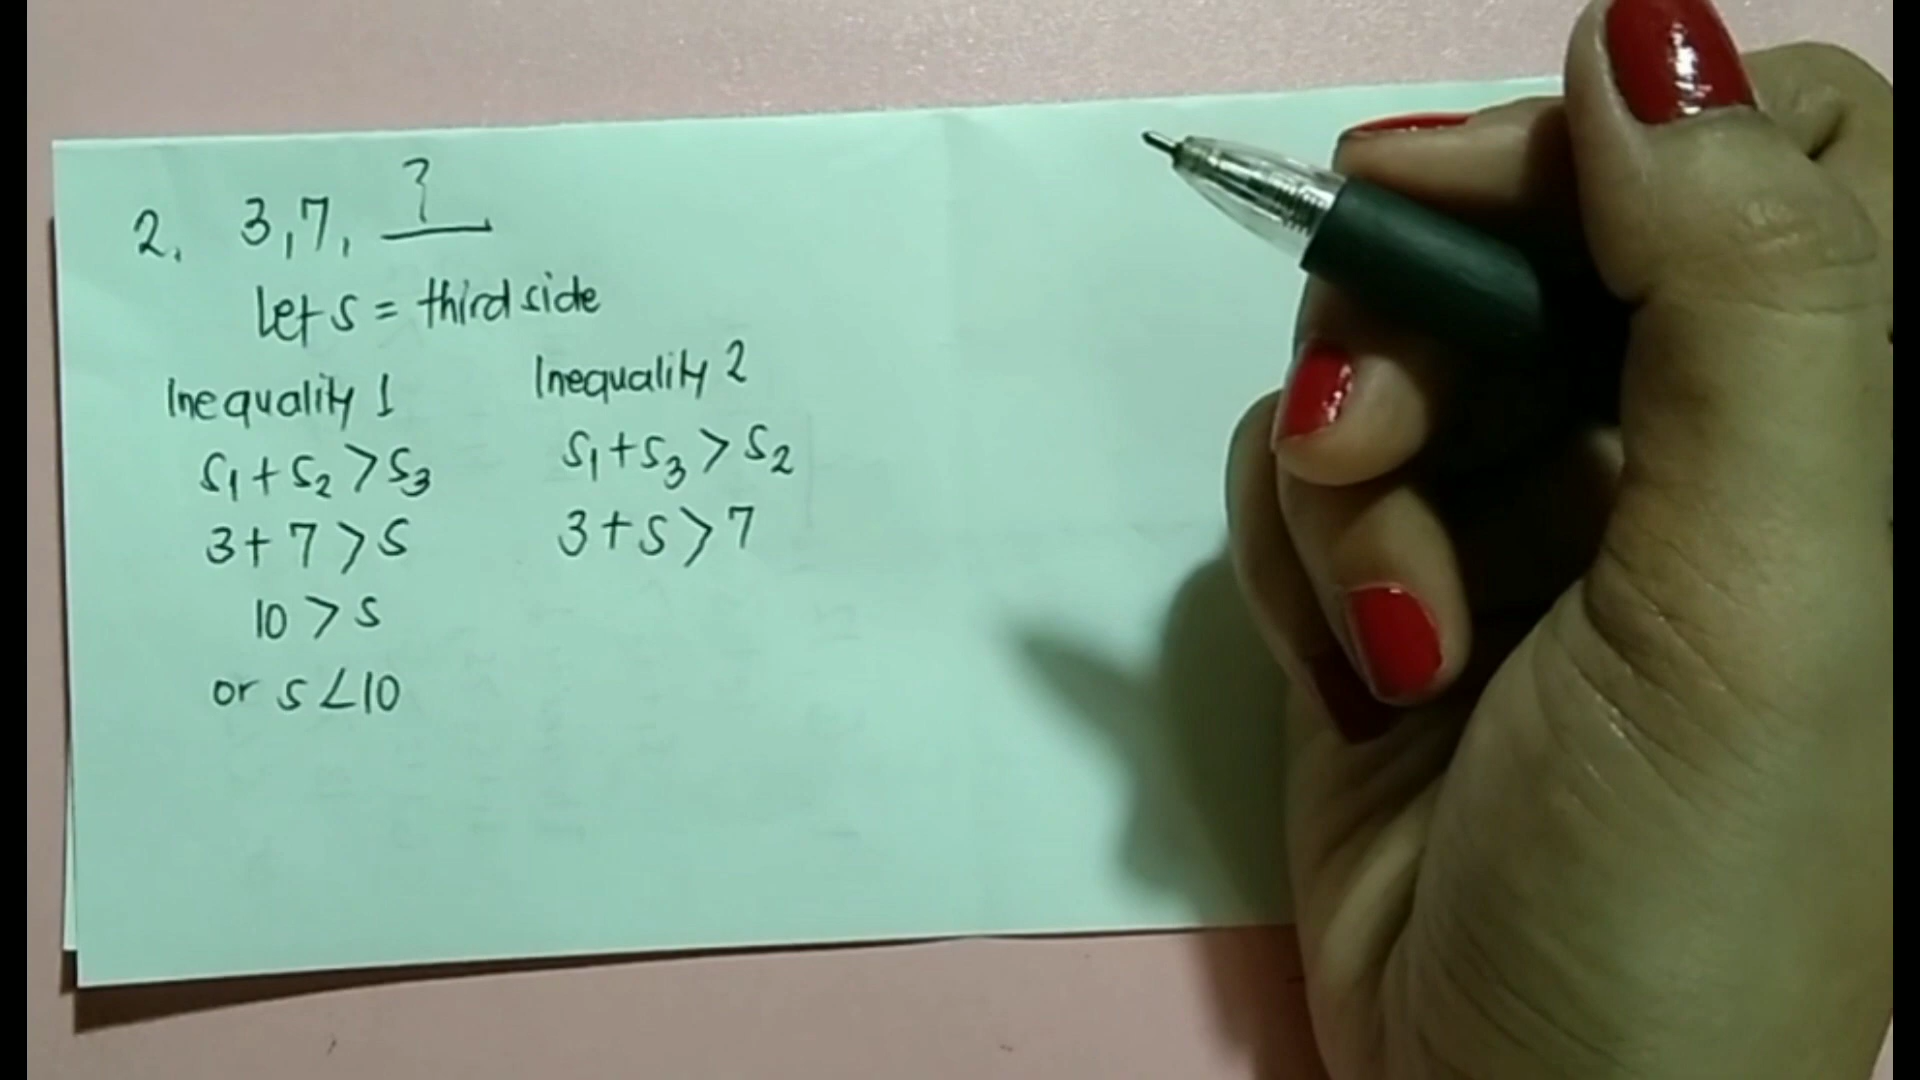 2. 3,7, ?
let s = third side
Inequality 1
s₁ + s₂ > s₃
3 + 7 > s
10 > s
or s < 10
Inequality 2
s₁ + s₃ > s₂
3 + s > 7